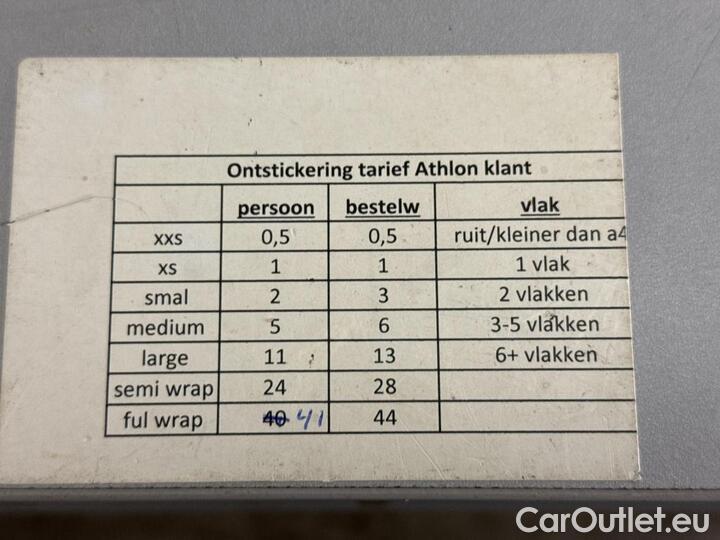 Ontstickering tarief Athlon klant
persoon bestelw vlak
xxs 0,5 0,5 ruit/kleiner dan a4
xs 1 1 1 vlak
smal 2 3 2 vlakken
medium 5 6 3-5 vlakken
large 11 13 6+ vlakken
semi wrap 24 28
ful wrap 40 41 44
CarOutlet.eu